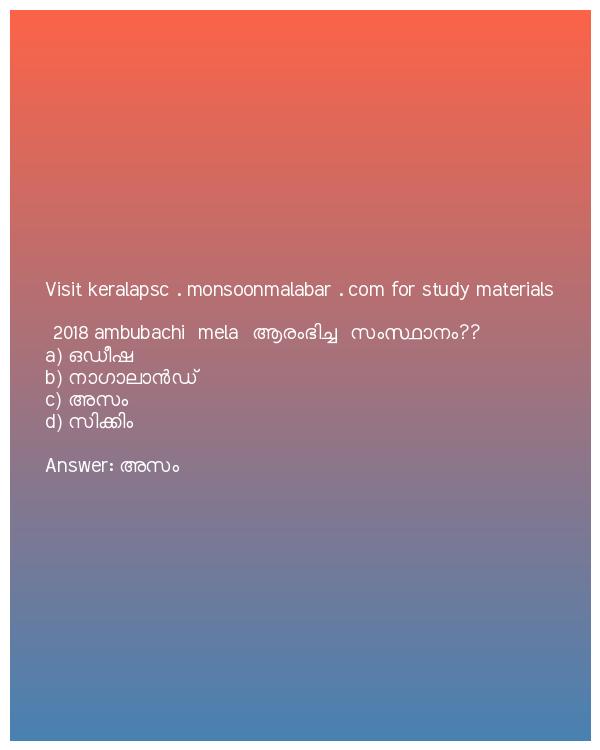 Visit keralapsc . monsoonmalabar . com for study materials
2018 ambubachi mela ആരംഭിച്ച സംസ്ഥാനം??
a) ഒഡീഷ
b) നാഗാലാൻഡ്
c) അസം
d) സിക്കിം
Answer: അസം